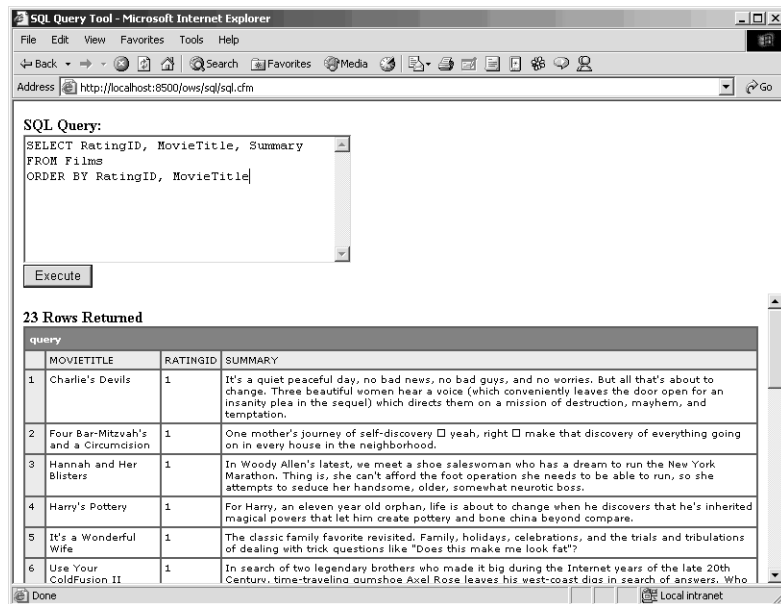 SQL Query Tool - Microsoft Internet Explorer
File Edit View Favorites Tools Help
Back Search Favorites Media
Address http://localhost:8500/ows/sql/sql.cfm Go
SQL Query:
SELECT RatingID, MovieTitle, Summary
FROM Films
ORDER BY RatingID, MovieTitle
Execute
23 Rows Returned
query
MOVIETITLE RATINGID SUMMARY
1 Charlie's Devils 1 It's a quiet peaceful day, no bad news, no bad guys, and no worries. But all that's about to
change. Three beautiful women hear a voice (which conveniently leaves the door open for an
insanity plea in the sequel) which directs them on a mission of destruction, mayhem, and
temptation.
2 Four Bar-Mitzvah's 1 One mother's journey of self-discovery □ yeah, right □ make that discovery of everything going
and a Circumcision on in every house in the neighborhood.
3 Hannah and Her 1 In Woody Allen's latest, we meet a shoe saleswoman who has a dream to run the New York
Blisters Marathon. Thing is, she can't afford the foot operation she needs to be able to run, so she
attempts to seduce her handsome, older, somewhat neurotic boss.
4 Harry's Pottery 1 For Harry, an eleven year old orphan, life is about to change when he discovers that he's inherited
magical powers that let him create pottery and bone china beyond compare.
5 It's a Wonderful 1 The classic family favorite revisited. Family, holidays, celebrations, and the trials and tribulations
Wife of dealing with trick questions like "Does this make me look fat"?
6 Use Your 1 In search of two legendary brothers who made it big during the Internet years of the late 20th
ColdFusion II Century, time-traveling gumshoe Axel Rose leaves his west-coast digs in search of answers. Who
Done Local intranet